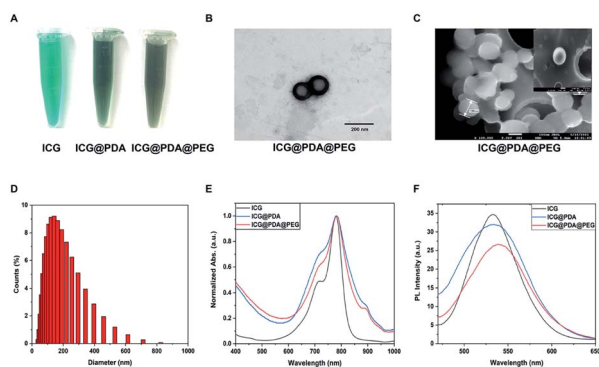 A
B
C
ICG
ICG@PDA
ICG@PDA@PEG
200 nm
ICG@PDA@PEG
ICG@PDA@PEG
D
E
F
Counts (%)
10
8
6
4
2
0
0 200 400 600 800 1000
Diameter (nm)
Normalized Abs. (a.u.)
1.0
0.8
0.6
0.4
0.2
0.0
ICG
ICG@PDA
ICG@PDA@PEG
400 500 600 700 800 900 1000
Wavelength (nm)
PL Intensity (a.u.)
35
30
25
20
15
10
5
0
ICG
ICG@PDA
ICG@PDA@PEG
500 550 600 650
Wavelength (nm)